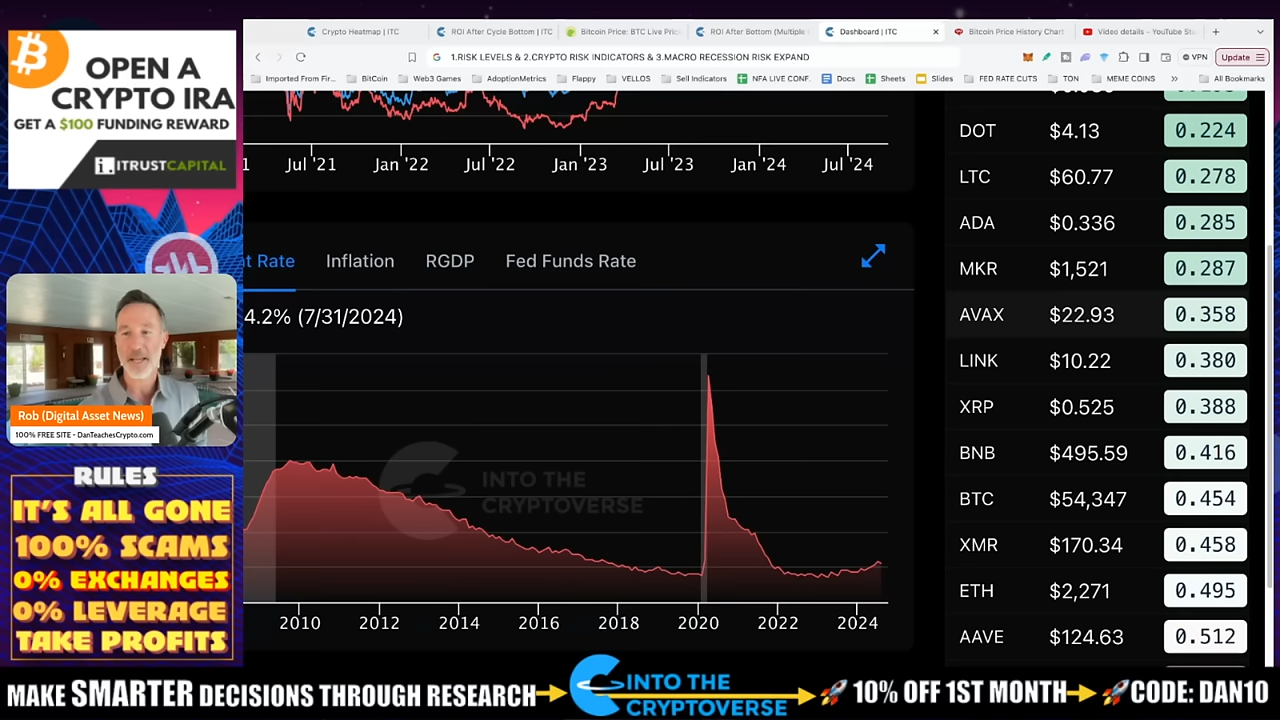 OPEN A
CRYPTO IRA
GET A $100 FUNDING REWARD
i. ITRUSTCAPITAL
Rob (Digital Asset News)
100% FREE SITE - DanTeachesCrypto.com
RULES
IT'S ALL GONE
100% SCAMS
0% EXCHANGES
0% LEVERAGE
TAKE PROFITS
Crypto Heatmap | ITC
ROI After Cycle Bottom | ITC
Bitcoin Price: BTC Live Pric
ROI After Bottom (Multiple
Dashboard | ITC
Bitcoin Price History Chart
Video details - YouTube Stu
1.RISK LEVELS & 2.CRYPTO RISK INDICATORS & 3.MACRO RECESSION RISK EXPAND
VPN
Update
Imported From Fir...
BitCoin
Web3 Games
AdoptionMetrics
Flappy
VELLOS
Sell Indicators
NFA LIVE CONF.
Docs
Sheets
Slides
FED RATE CUTS
TON
MEME COINS
All Bookmarks
1 Jul '21 Jan '22 Jul '22 Jan '23 Jul '23 Jan '24 Jul '24
t Rate Inflation RGDP Fed Funds Rate
4.2% (7/31/2024)
INTO THE
CRYPTOVERSE
2010 2012 2014 2016 2018 2020 2022 2024
DOT $4.13 0.224
LTC $60.77 0.278
ADA $0.336 0.285
MKR $1,521 0.287
AVAX $22.93 0.358
LINK $10.22 0.380
XRP $0.525 0.388
BNB $495.59 0.416
BTC $54,347 0.454
XMR $170.34 0.458
ETH $2,271 0.495
AAVE $124.63 0.512
MAKE SMARTER DECISIONS THROUGH RESEARCH
INTO THE
CRYPTOVERSE
10% OFF 1ST MONTH
CODE: DAN10